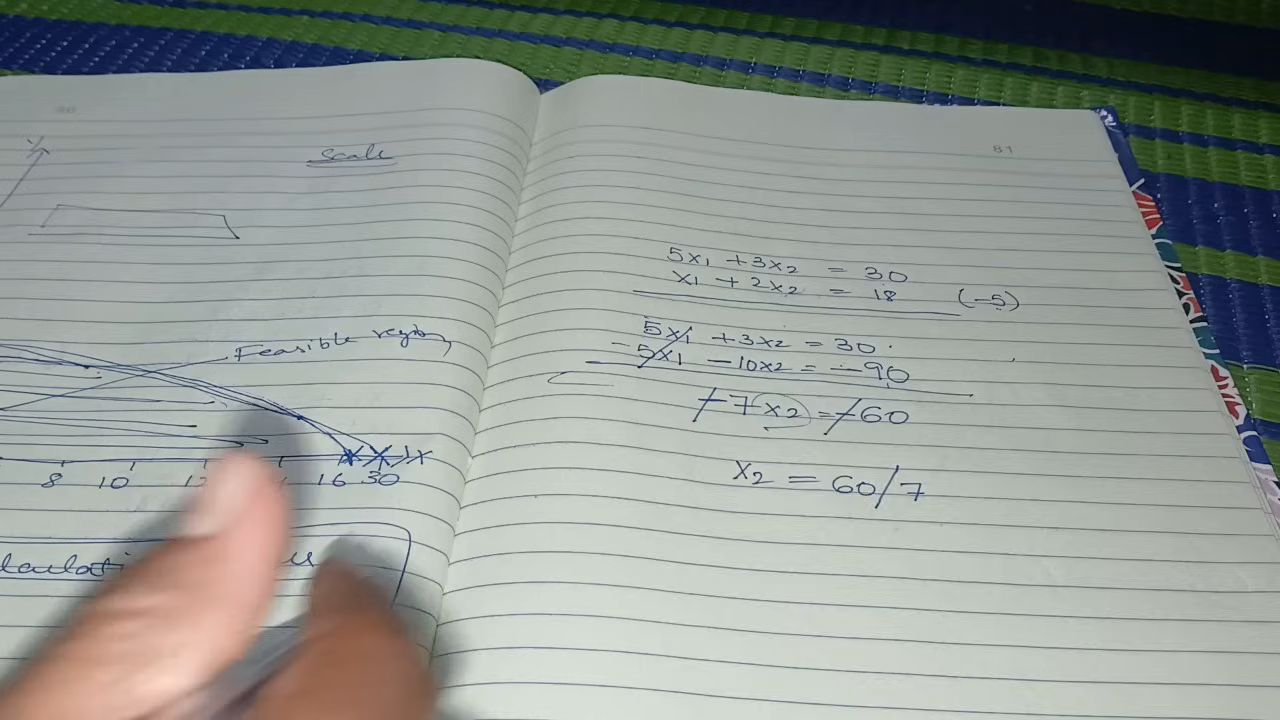 Y
Scale
Feasible region
X
8 10 16 30
81
5x1 + 3x2 = 30
x1 + 2x2 = 18 (-5)
5x1 + 3x2 = 30
-5x1 - 10x2 = -90
-7x2 = -60
x2 = 60/7